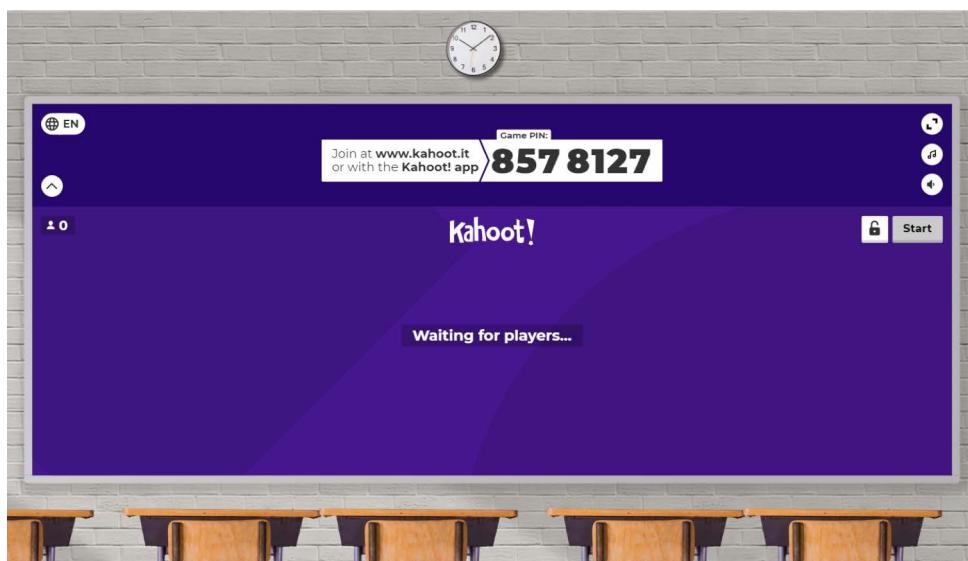 EN
Game PIN:
Join at www.kahoot.it
or with the Kahoot! app
857 8127
0
Kahoot!
Start
Waiting for players...